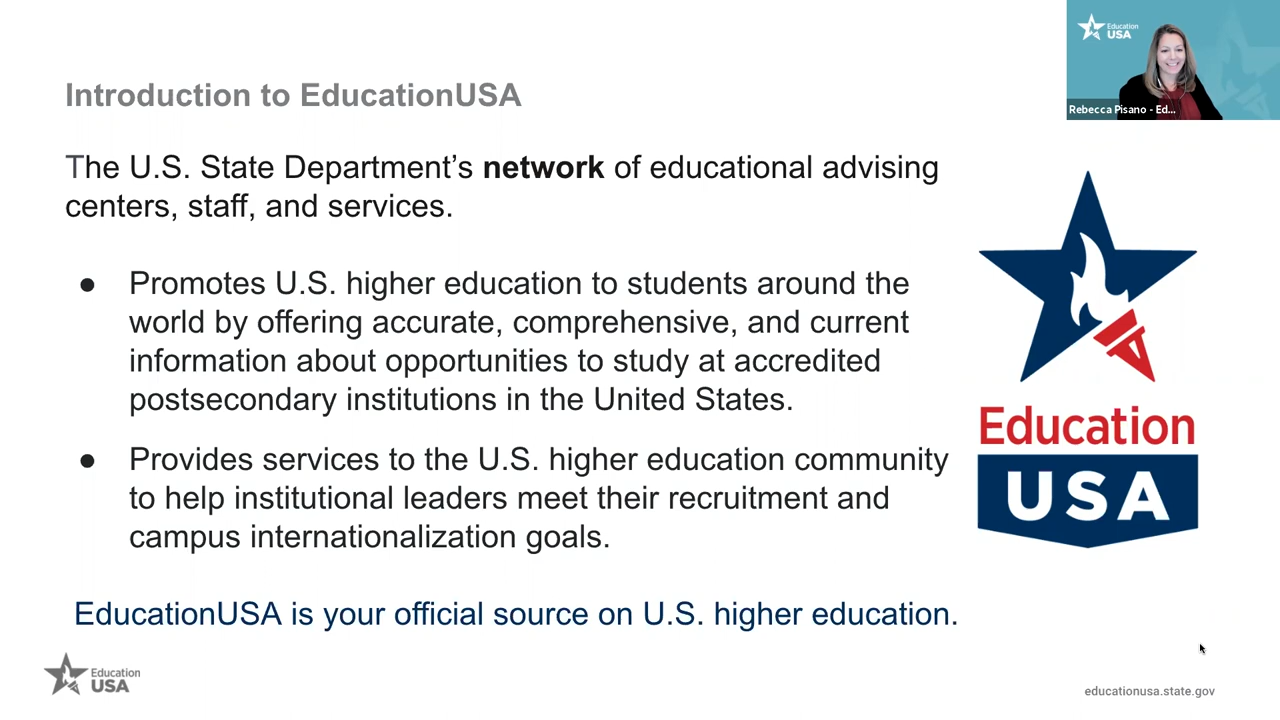 Education
USA
Rebecca Pisano - Ed...
Introduction to EducationUSA
The U.S. State Department’s network of educational advising
centers, staff, and services.
● Promotes U.S. higher education to students around the
world by offering accurate, comprehensive, and current
information about opportunities to study at accredited
postsecondary institutions in the United States.
● Provides services to the U.S. higher education community
to help institutional leaders meet their recruitment and
campus internationalization goals.
Education
USA
EducationUSA is your official source on U.S. higher education.
Education
USA
educationusa.state.gov